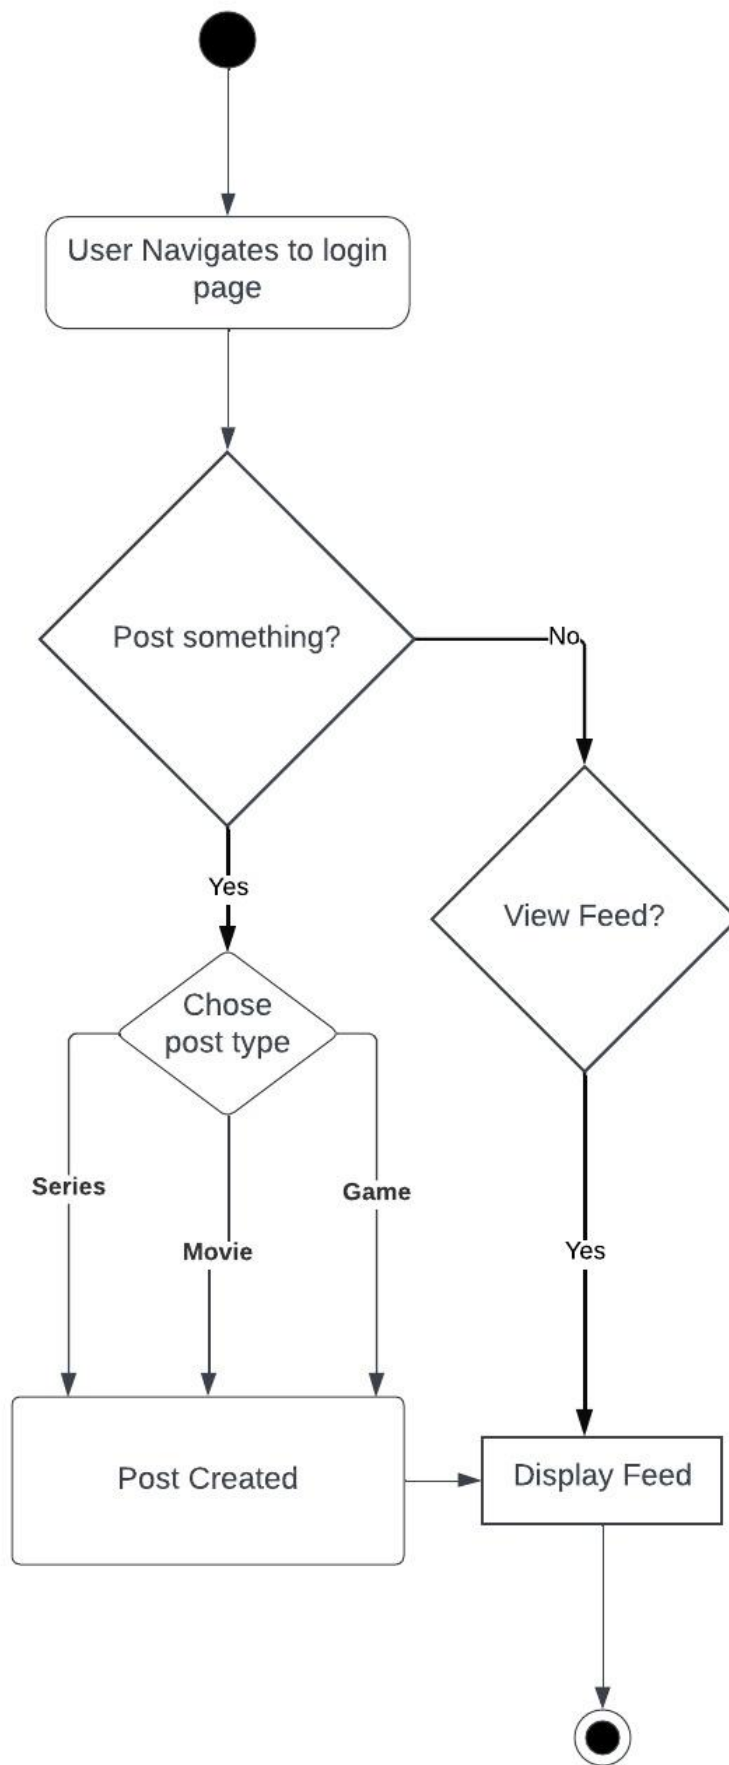 User Navigates to login
page
Post something?
No
Yes
View Feed?
Chose
post type
Series
Game
Movie
Yes
Post Created
Display Feed